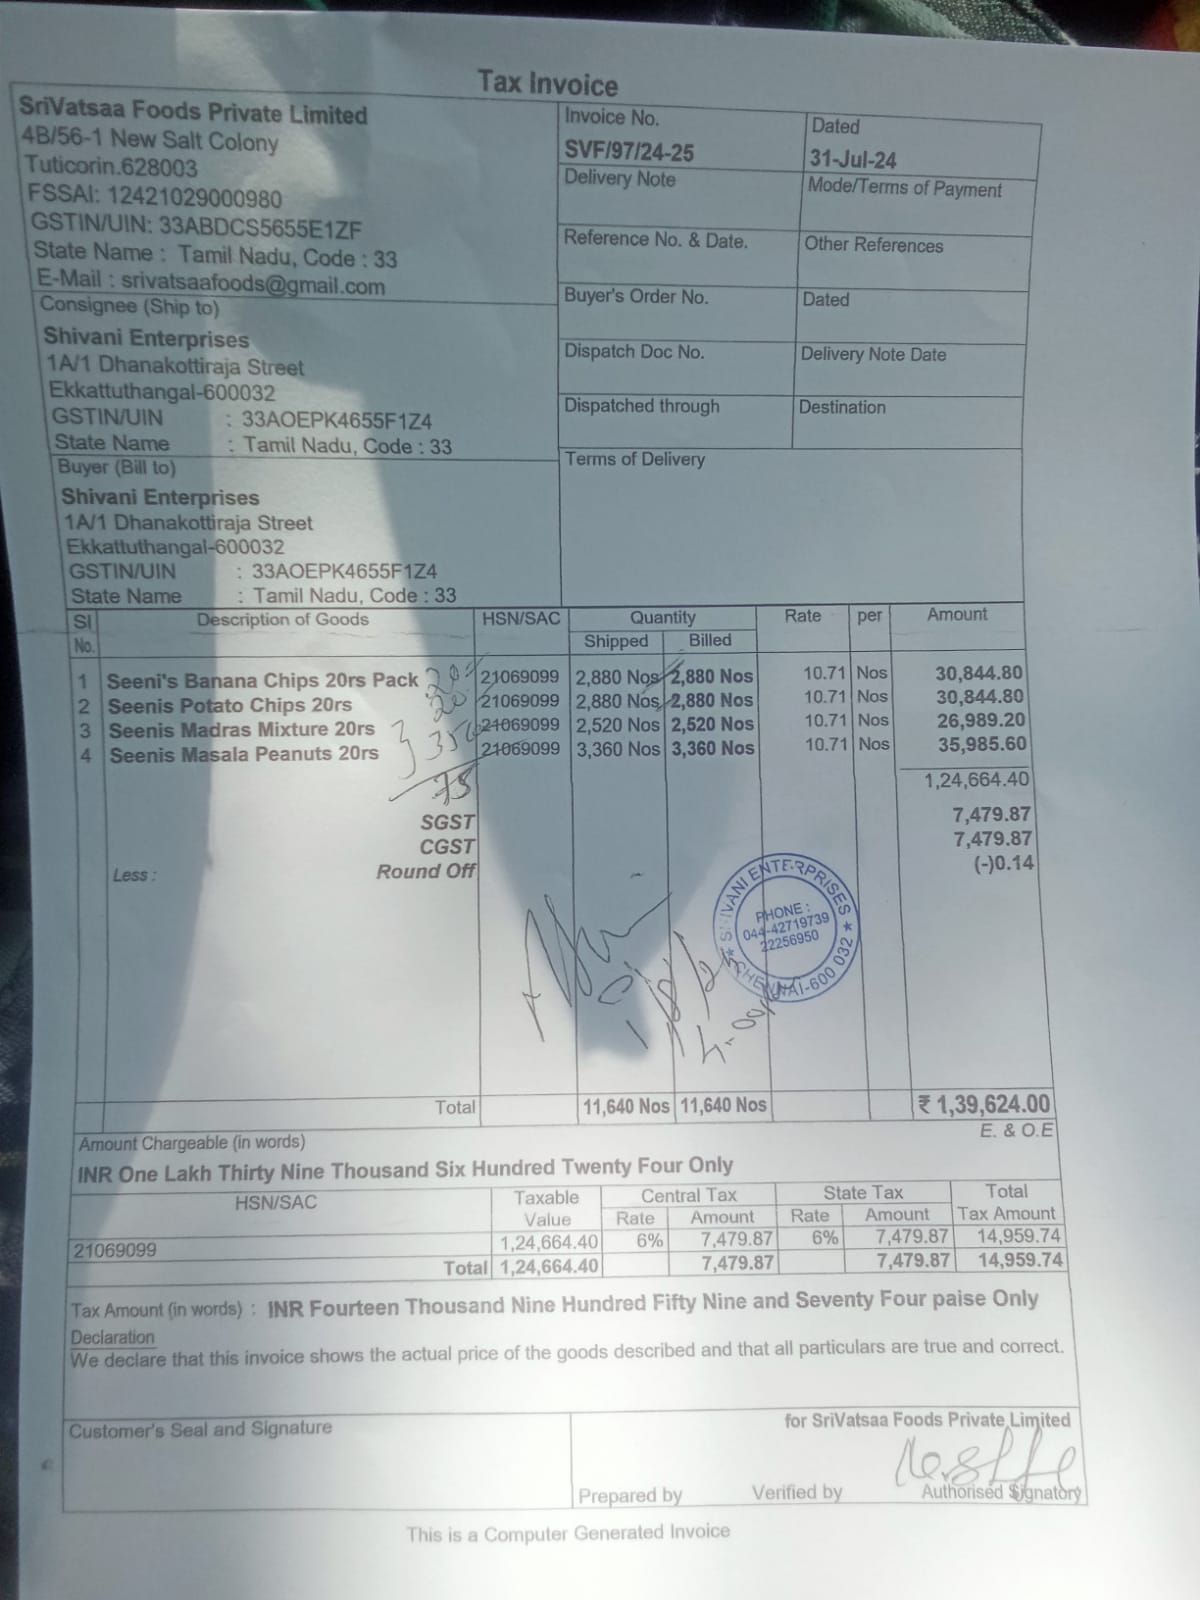 Tax Invoice
SriVatsaa Foods Private Limited
4B/56-1 New Salt Colony
Tuticorin.628003
FSSAI: 12421029000980
GSTIN/UIN: 33ABDCS5655E1ZF
State Name : Tamil Nadu, Code : 33
E-Mail : srivatsaafoods@gmail.com
Invoice No.
SVF/97/24-25
Dated
31-Jul-24
Delivery Note
Mode/Terms of Payment
Reference No. & Date.
Other References
Buyer's Order No.
Dated
Dispatch Doc No.
Delivery Note Date
Dispatched through
Destination
Terms of Delivery
Consignee (Ship to)
Shivani Enterprises
1A/1 Dhanakottiraja Street
Ekkattuthangal-600032
GSTIN/UIN : 33AOEPK4655F1Z4
State Name : Tamil Nadu, Code : 33
Buyer (Bill to)
Shivani Enterprises
1A/1 Dhanakottiraja Street
Ekkattuthangal-600032
GSTIN/UIN : 33AOEPK4655F1Z4
State Name : Tamil Nadu, Code : 33
Sl No. Description of Goods HSN/SAC Quantity Shipped Billed Rate per Amount
1 Seeni's Banana Chips 20rs Pack 21069099 2,880 Nos 2,880 Nos 10.71 Nos 30,844.80
2 Seenis Potato Chips 20rs 21069099 2,880 Nos 2,880 Nos 10.71 Nos 30,844.80
3 Seenis Madras Mixture 20rs 21069099 2,520 Nos 2,520 Nos 10.71 Nos 26,989.20
4 Seenis Masala Peanuts 20rs 21069099 3,360 Nos 3,360 Nos 10.71 Nos 35,985.60
75
1,24,664.40
SGST 7,479.87
CGST 7,479.87
Less : Round Off (-)0.14
SHIVANI ENTERPRISES
PHONE :
044-42719739
22256950
CHENNAI-600 032
Total 11,640 Nos 11,640 Nos ₹ 1,39,624.00
E. & O.E
Amount Chargeable (in words)
INR One Lakh Thirty Nine Thousand Six Hundred Twenty Four Only
HSN/SAC Taxable Value Central Tax Rate Amount State Tax Rate Amount Total Tax Amount
21069099 1,24,664.40 6% 7,479.87 6% 7,479.87 14,959.74
Total 1,24,664.40 7,479.87 7,479.87 14,959.74
Tax Amount (in words) : INR Fourteen Thousand Nine Hundred Fifty Nine and Seventy Four paise Only
Declaration
We declare that this invoice shows the actual price of the goods described and that all particulars are true and correct.
Customer's Seal and Signature
for SriVatsaa Foods Private Limited
Prepared by Verified by Authorised Signatory
This is a Computer Generated Invoice